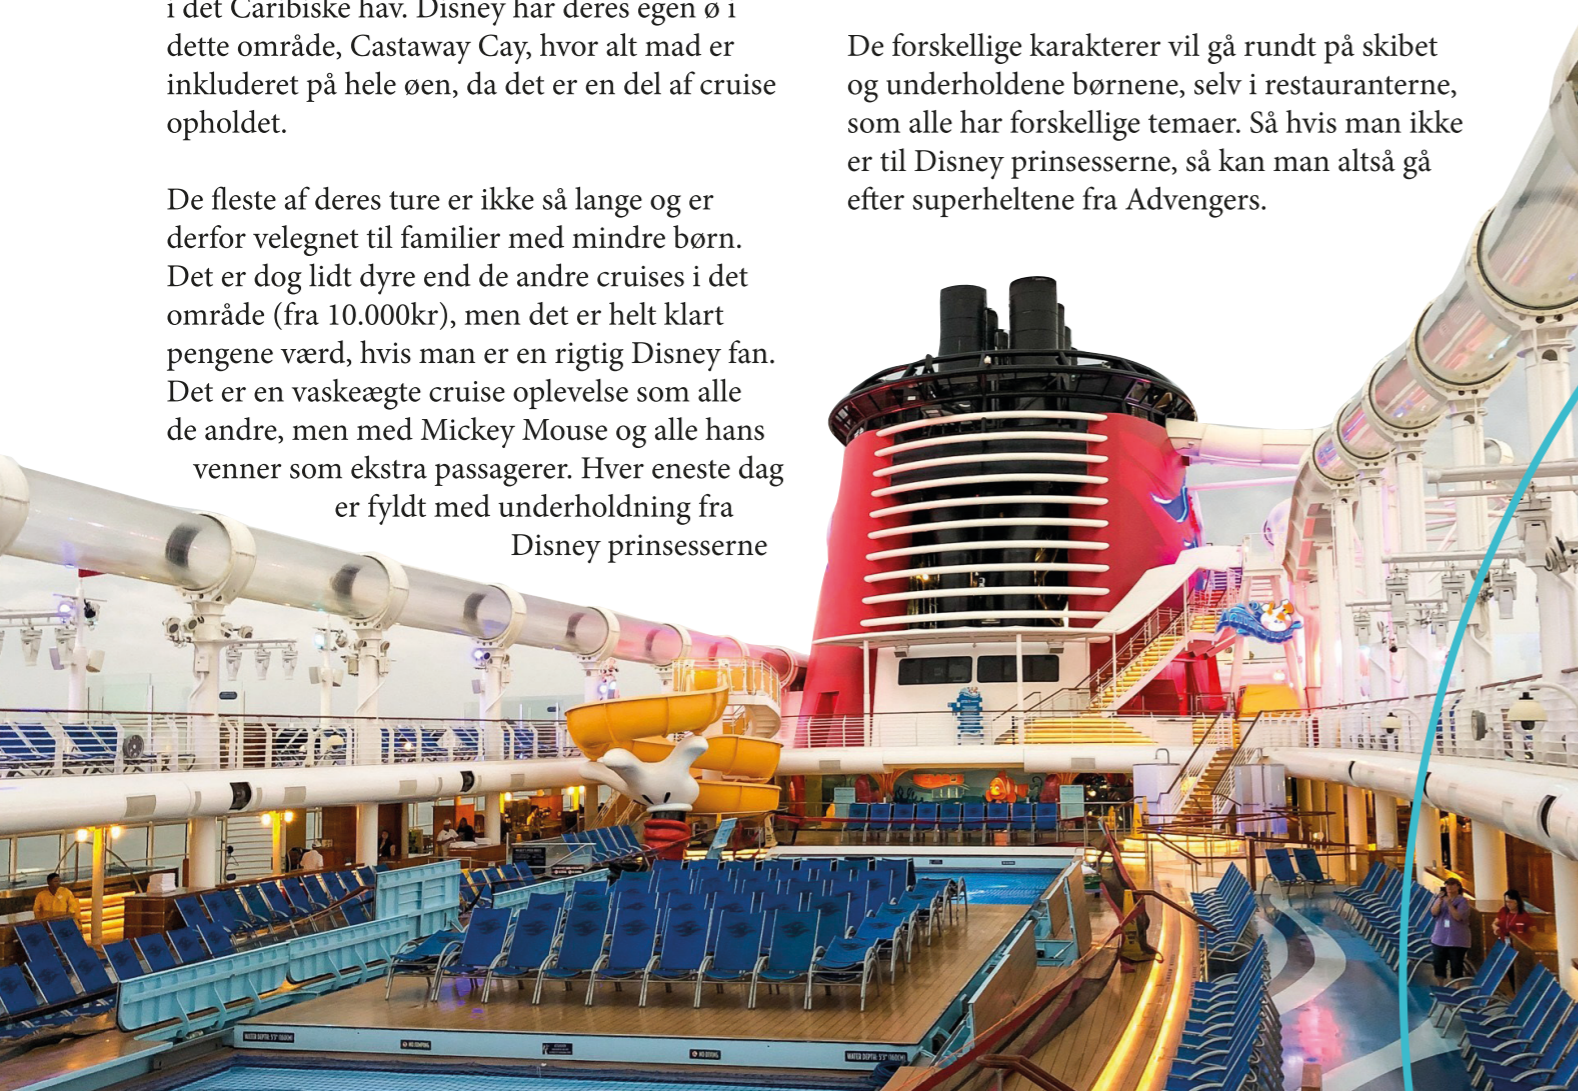 i det Caribiske hav. Disney har deres egen ø i
dette område, Castaway Cay, hvor alt mad er
inkluderet på hele øen, da det er en del af cruise
opholdet.
De fleste af deres ture er ikke så lange og er
derfor velegnet til familier med mindre børn.
Det er dog lidt dyre end de andre cruises i det
område (fra 10.000kr), men det er helt klart
pengene værd, hvis man er en rigtig Disney fan.
Det er en vaskeægte cruise oplevelse som alle
de andre, men med Mickey Mouse og alle hans
venner som ekstra passagerer. Hver eneste dag
er fyldt med underholdning fra
Disney prinsesserne
De forskellige karakterer vil gå rundt på skibet
og underholdene børnene, selv i restauranterne,
som alle har forskellige temaer. Så hvis man ikke
er til Disney prinsesserne, så kan man altså gå
efter superheltene fra Advengers.
NO DIVING